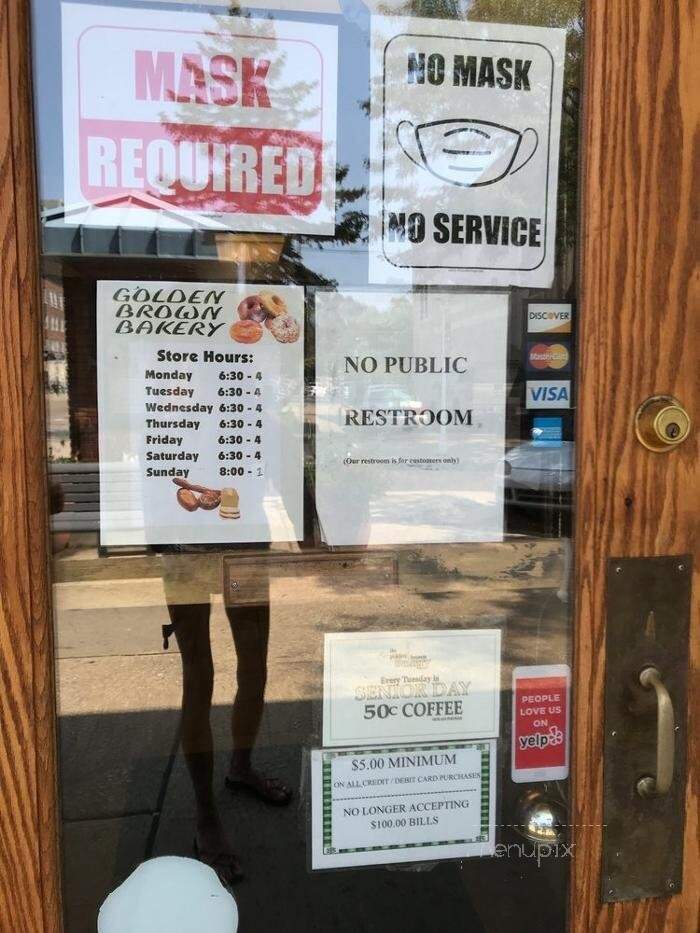 MASK
REQUIRED
NO MASK
NO SERVICE
GOLDEN
BROWN
BAKERY
Store Hours:
Monday 6:30 - 4
Tuesday 6:30 - 4
Wednesday 6:30 - 4
Thursday 6:30 - 4
Friday 6:30 - 4
Saturday 6:30 - 4
Sunday 8:00 - 1
NO PUBLIC
RESTROOM
(Our restroom is for customers only)
DISCOVER
MasterCard
VISA
Every Tuesday is
SENIOR DAY
50¢ COFFEE
$5.00 MINIMUM
ON ALL CREDIT / DEBIT CARD PURCHASES
NO LONGER ACCEPTING
$100.00 BILLS
PEOPLE
LOVE US
ON
yelp
menupix